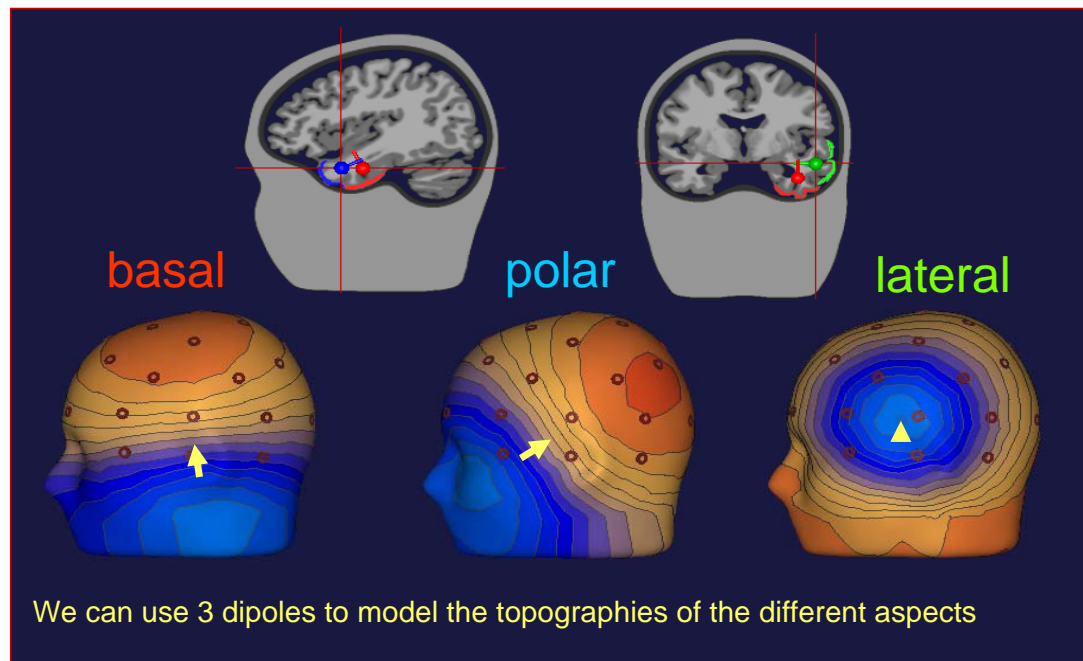 basal
polar
lateral
We can use 3 dipoles to model the topographies of the different aspects